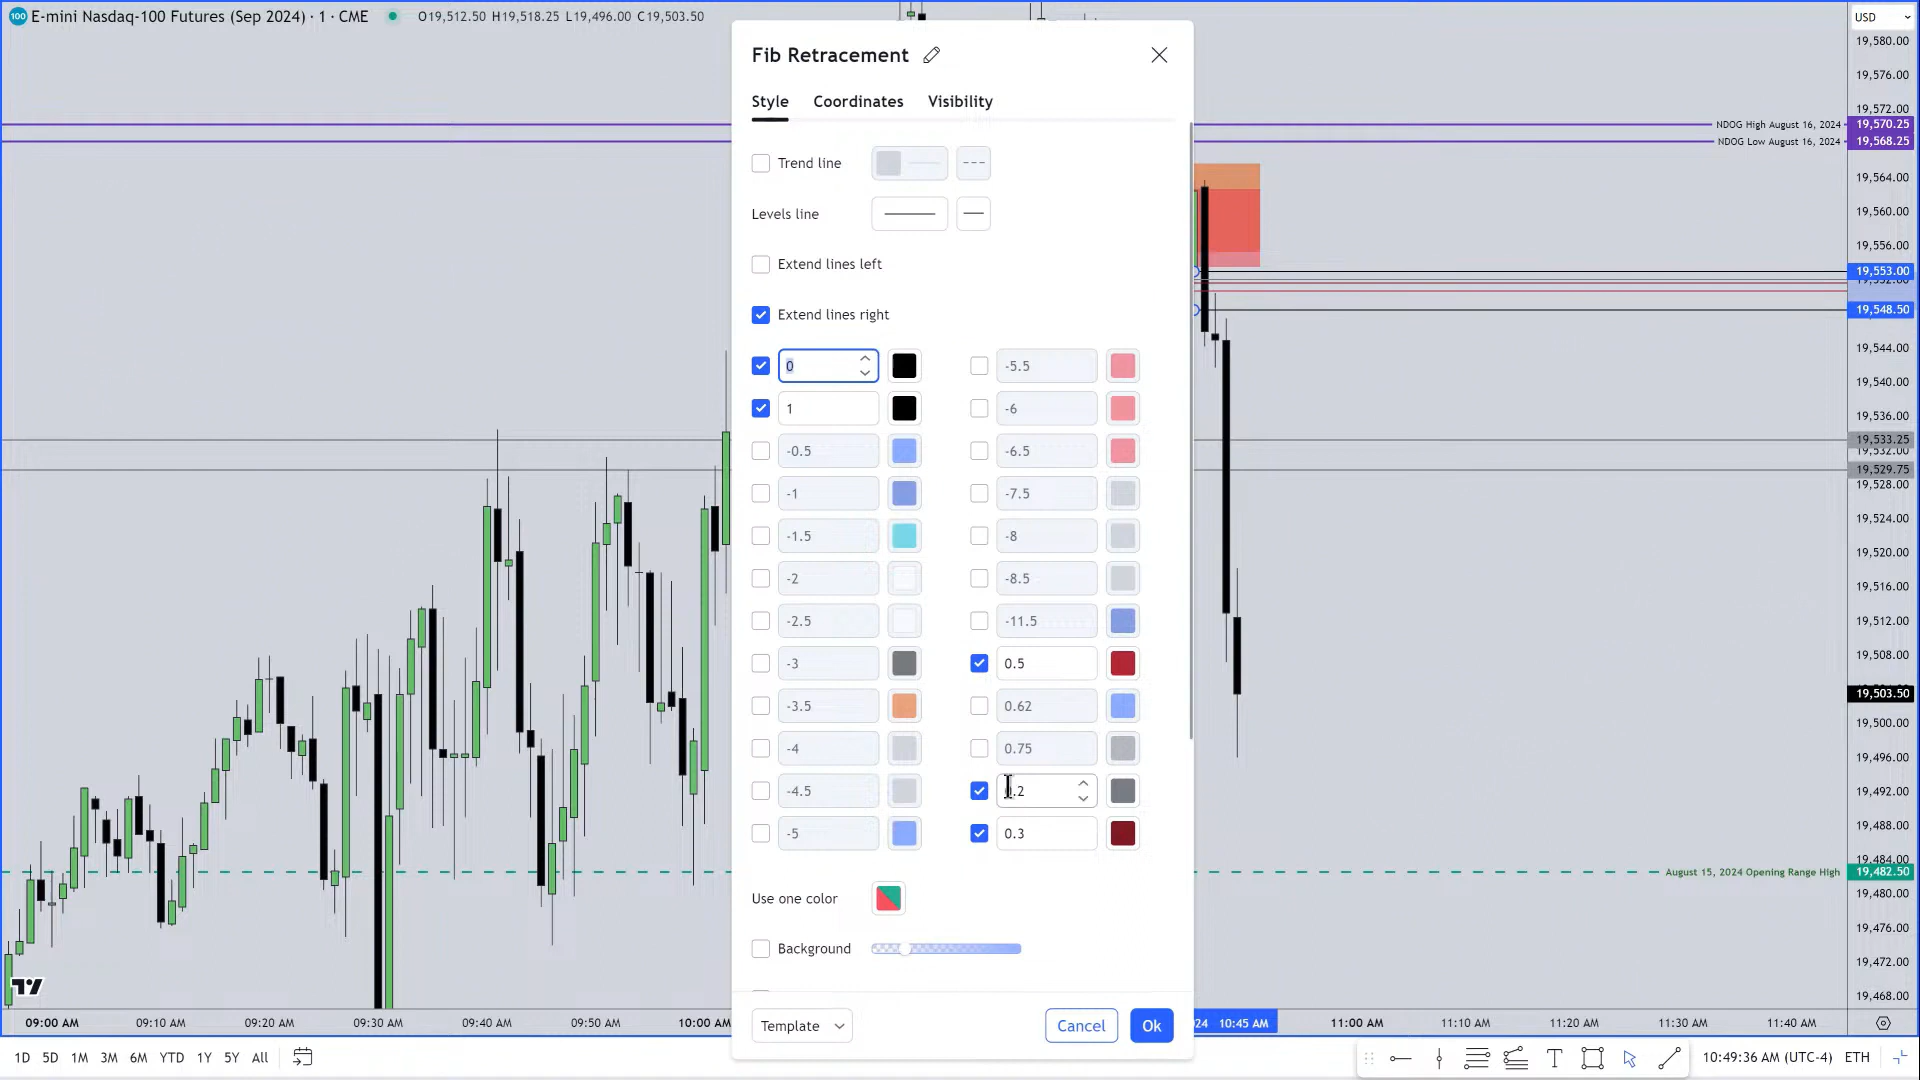 E-mini Nasdaq-100 Futures (Sep 2024) · 1 · CME
O19,512.50 H19,518.25 L19,496.00 C19,503.50
Fib Retracement
Style
Coordinates
Visibility
Trend line
Levels line
Extend lines left
Extend lines right
0
-5.5
1
-6
-0.5
-6.5
-1
-7.5
-1.5
-8
-2
-8.5
-2.5
-11.5
-3
0.5
-3.5
0.62
-4
0.75
-4.5
.2
-5
0.3
Use one color
Background
Template
Cancel
Ok
NDOG High August 16, 2024
NDOG Low August 16, 2024
August 15, 2024 Opening Range High
USD
19,580.00
19,576.00
19,572.00
19,570.25
19,568.25
19,564.00
19,560.00
19,556.00
19,553.00
19,548.50
19,544.00
19,540.00
19,536.00
19,533.25
19,532.00
19,529.75
19,528.00
19,524.00
19,520.00
19,516.00
19,512.00
19,508.00
19,503.50
19,500.00
19,496.00
19,492.00
19,488.00
19,484.00
19,482.50
19,480.00
19,476.00
19,472.00
19,468.00
09:00 AM
09:10 AM
09:20 AM
09:30 AM
09:40 AM
09:50 AM
10:00 AM
10:45 AM
11:00 AM
11:10 AM
11:20 AM
11:30 AM
11:40 AM
1D 5D 1M 3M 6M YTD 1Y 5Y All
10:49:36 AM (UTC-4) ETH